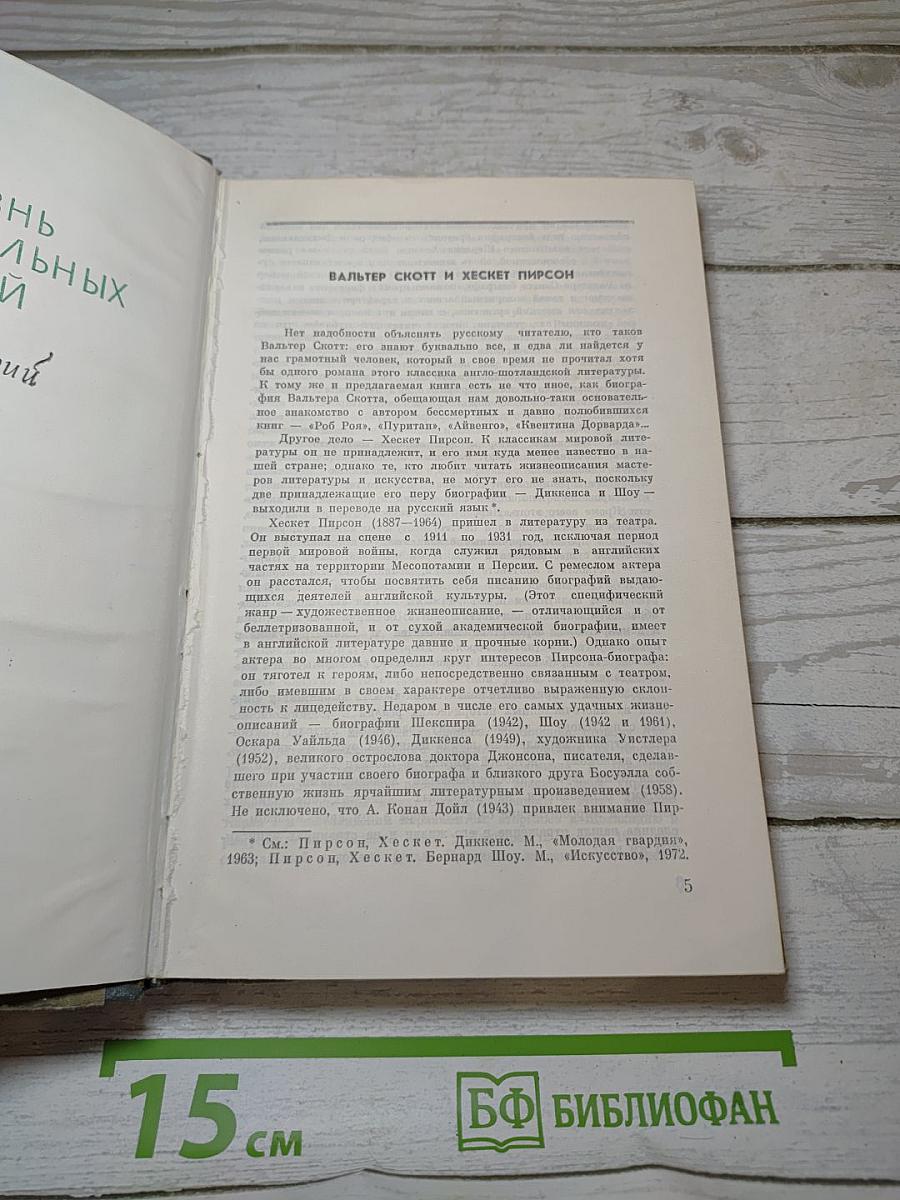 ЗНЬ
ЛЬНЫХ
Й
ВАЛЬТЕР СКОТТ И ХЕСКЕТ ПИРСОН
Нет надобности объяснять русскому читателю, кто таков
Вальтер Скотт: его знают буквально все, и едва ли найдется у
нас грамотный человек, который в свое время не прочитал хотя
бы одного романа этого классика англо-шотландской литературы.
К тому же и предлагаемая книга есть не что иное, как биогра-
фия Вальтера Скотта, обещающая нам довольно-таки основатель-
ное знакомство с автором бессмертных и давно полюбившихся
книг — «Роб Роя», «Пуритан», «Айвенго», «Квентина Дорварда»...
Другое дело — Хескет Пирсон. К классикам мировой лите-
ратуры он не принадлежит, и его имя куда менее известно в на-
шей стране; однако те, кто любит читать жизнеописания масте-
ров литературы и искусства, не могут его не знать, поскольку
две принадлежащие его перу биографии — Диккенса и Шоу —
выходили в переводе на русский язык *.
Хескет Пирсон (1887—1964) пришел в литературу из театра.
Он выступал на сцене с 1911 по 1931 год, исключая период
первой мировой войны, когда служил рядовым в английских
частях на территории Месопотамии и Персии. С ремеслом актера
он расстался, чтобы посвятить себя писанию биографий выдаю-
щихся деятелей английской культуры. (Этот специфический
жанр — художественное жизнеописание, — отличающийся и от
беллетризованной, и от сухой академической биографии, имеет
в английской литературе давние и прочные корни.) Однако опыт
актера во многом определил круг интересов Пирсона-биографа:
он тяготел к героям, либо непосредственно связанным с театром,
либо имевшим в своем характере отчетливо выраженную склон-
ность к лицедейству. Недаром в числе его самых удачных жизне-
описаний — биографии Шекспира (1942), Шоу (1942 и 1961),
Оскара Уайльда (1946), Диккенса (1949), художника Уистлера
(1952), великого острослова доктора Джонсона, писателя, сделав-
шего при участии своего биографа и близкого друга Босуэлла соб-
ственную жизнь ярчайшим литературным произведением (1958).
Не исключено, что А. Конан Дойл (1943) привлек внимание Пир-
* См.: Пирсон, Хескет. Диккенс. М., «Молодая гвардия»,
1963; Пирсон, Хескет. Бернард Шоу. М., «Искусство», 1972.
5
15 см
БФ БИБЛИОФАН